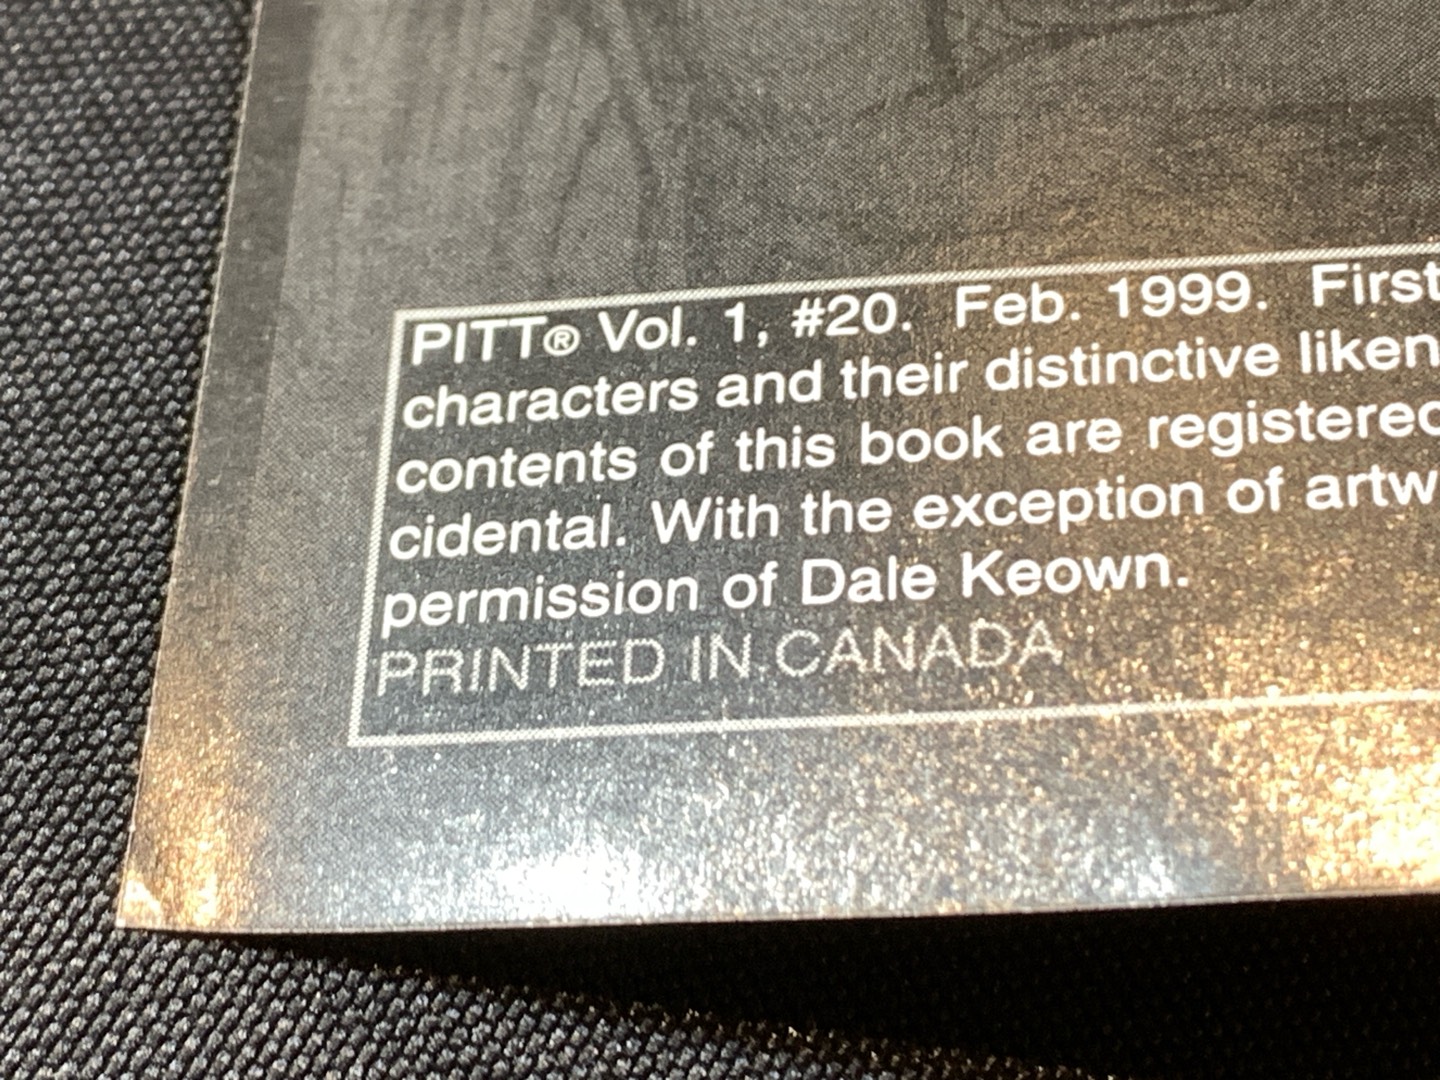 PITT® Vol. 1, #20. Feb. 1999. First
characters and their distinctive liken
contents of this book are registered
cidental. With the exception of artw
permission of Dale Keown.
PRINTED IN CANADA